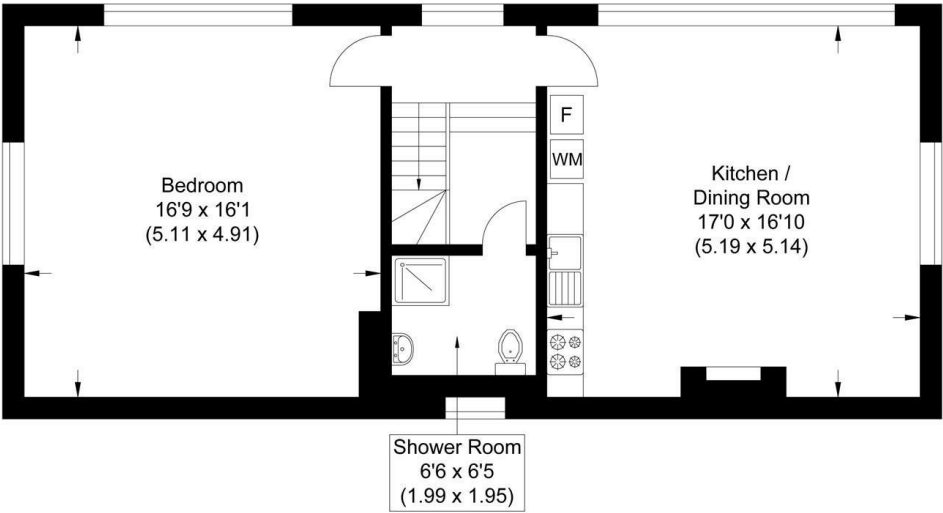 Bedroom
16'9 x 16'1
(5.11 x 4.91)
F
WM
Kitchen /
Dining Room
17'0 x 16'10
(5.19 x 5.14)
Shower Room
6'6 x 6'5
(1.99 x 1.95)